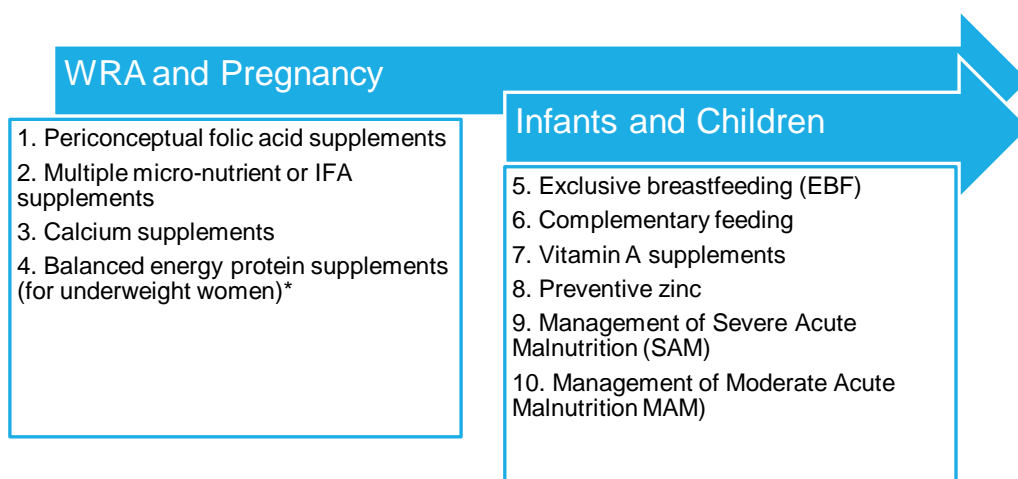 WRA and Pregnancy
1. Periconceptual folic acid supplements
2. Multiple micro-nutrient or IFA
supplements
3. Calcium supplements
4. Balanced energy protein supplements
(for underweight women)*
Infants and Children
5. Exclusive breastfeeding (EBF)
6. Complementary feeding
7. Vitamin A supplements
8. Preventive zinc
9. Management of Severe Acute
Malnutrition (SAM)
10. Management of Moderate Acute
Malnutrition MAM)